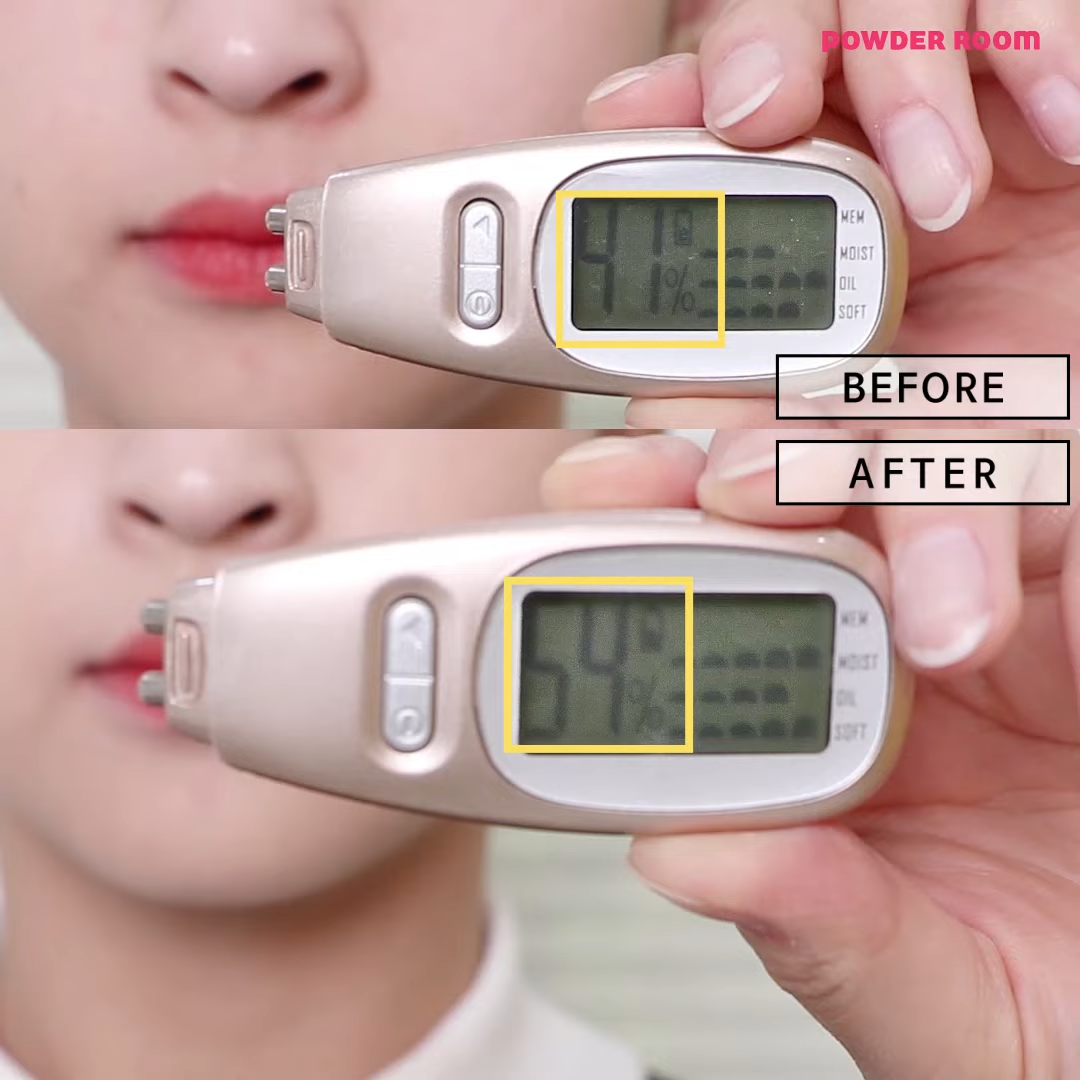 POWDER ROOM
41
%
MEM
MOIST
OIL
SOFT
BEFORE
AFTER
54
%
MEM
MOIST
OIL
SOFT